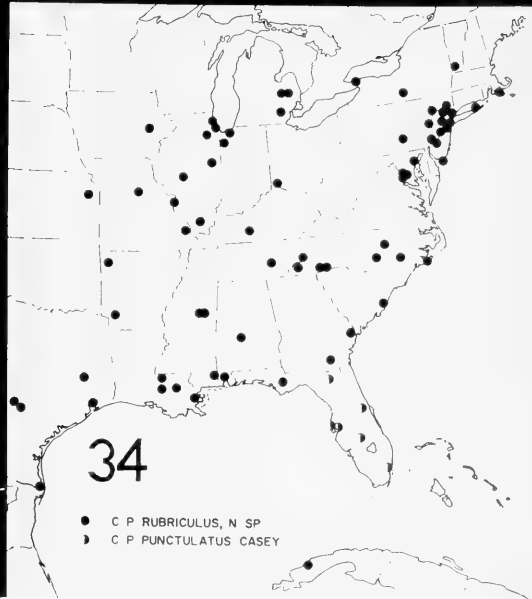 34
C P RUBRICULUS, N SP
C P PUNCTULATUS CASEY